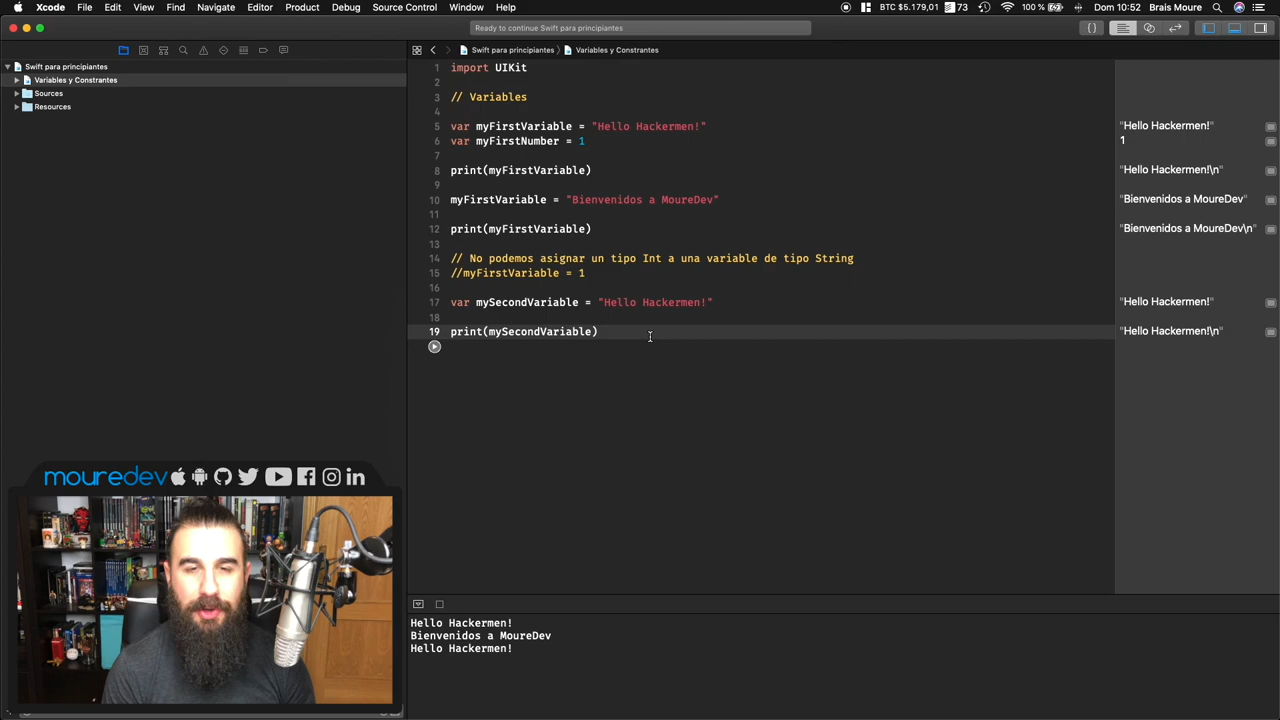 Xcode File Edit View Find Navigate Editor Product Debug Source Control Window Help
BTC $5.179,01 73 100 % Dom 10:52 Brais Moure
Ready to continue Swift para principiantes
Swift para principiantes Variables y Constantes
Swift para principiantes
Variables y Constrantes
Sources
Resources
1 import UIKit
2
3 // Variables
4
5 var myFirstVariable = "Hello Hackermen!" "Hello Hackermen!"
6 var myFirstNumber = 1 1
7
8 print(myFirstVariable) "Hello Hackermen!\n"
9
10 myFirstVariable = "Bienvenidos a MoureDev" "Bienvenidos a MoureDev"
11
12 print(myFirstVariable) "Bienvenidos a MoureDev\n"
13
14 // No podemos asignar un tipo Int a una variable de tipo String
15 //myFirstVariable = 1
16
17 var mySecondVariable = "Hello Hackermen!" "Hello Hackermen!"
18
19 print(mySecondVariable) "Hello Hackermen!\n"
mouredev
Hello Hackermen!
Bienvenidos a MoureDev
Hello Hackermen!